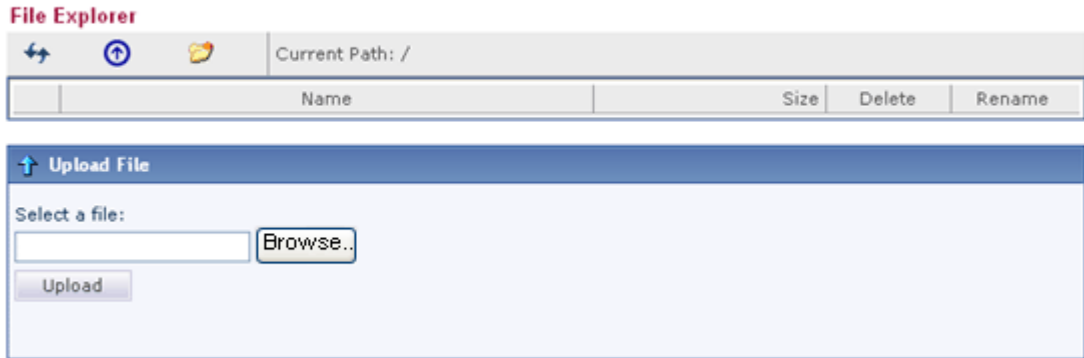 File Explorer
Current Path: /
Name Size Delete Rename
Upload File
Select a file:
Browse..
Upload